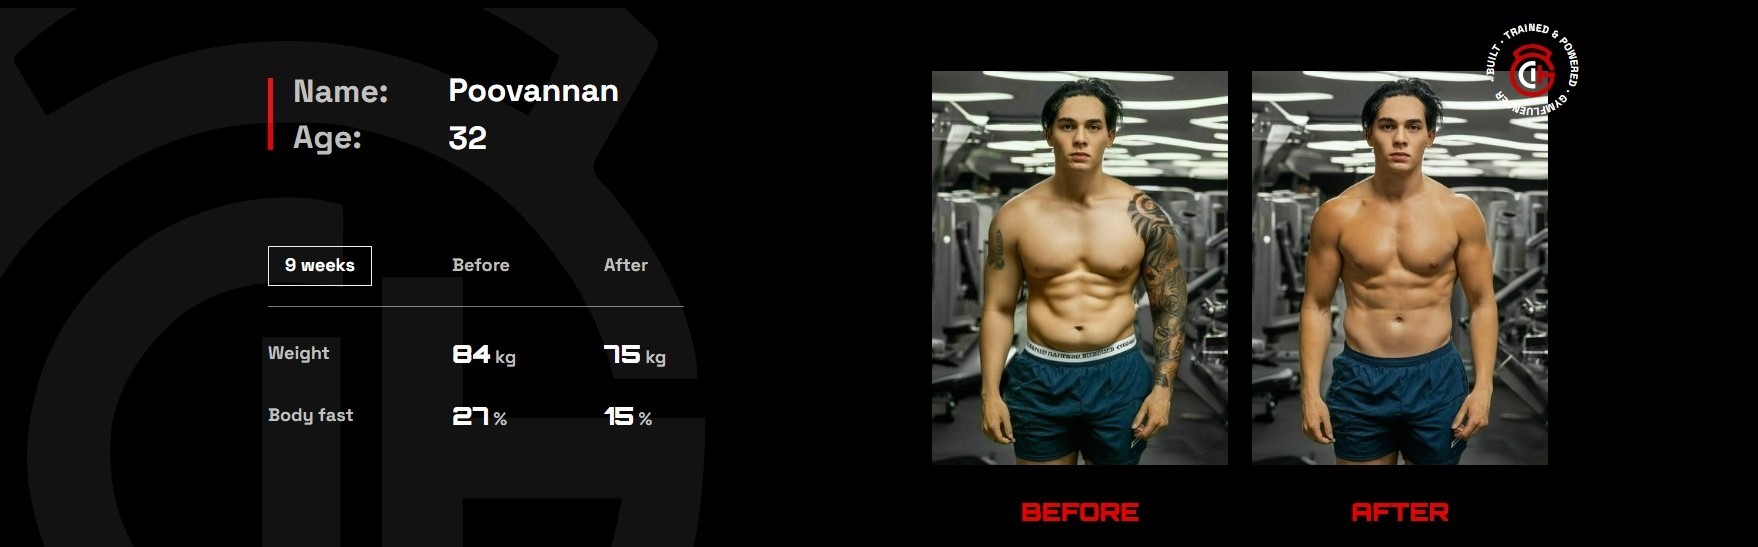 Name: Poovannan
Age: 32
9 weeks Before After
Weight 84 kg 75 kg
Body fast 27 % 15 %
BUILT · TRAINED & POWERED · GYMFLUENCER
BEFORE AFTER